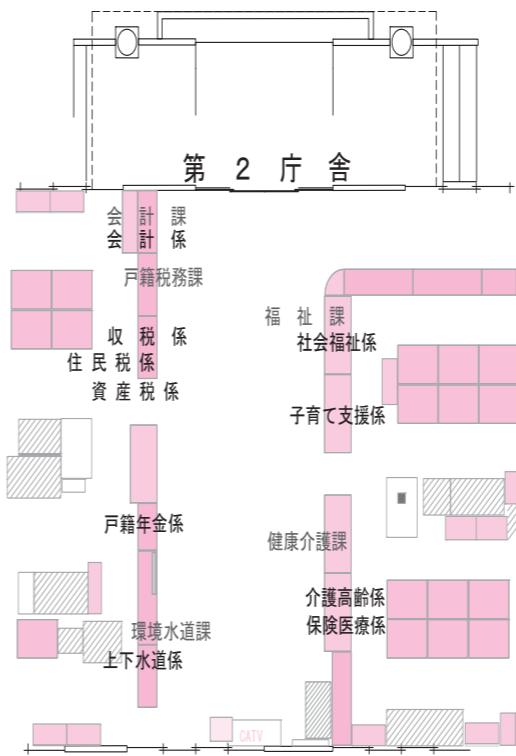 第２庁舎
会計課
会計係
戸籍税務課
収税係
住民税係
資産税係
戸籍年金係
環境水道課
上下水道係
福祉課
社会福祉係
子育て支援係
健康介護課
介護高齢係
保険医療係
CATV